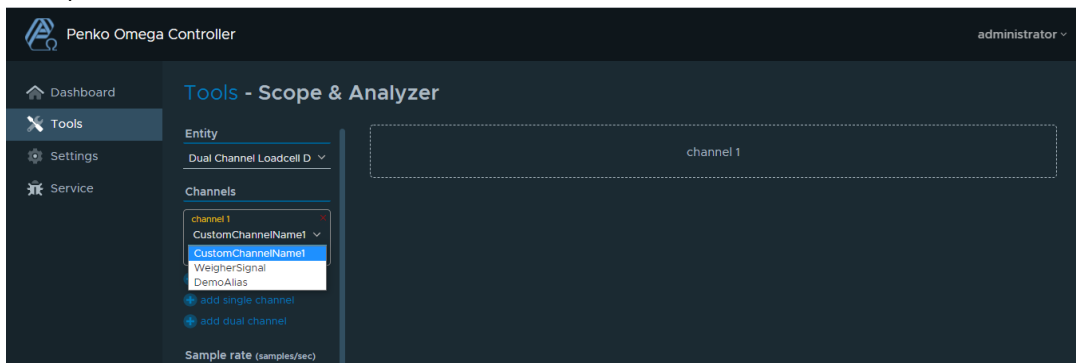 Penko Omega Controller
administrator
Dashboard
Tools
Settings
Service
Tools - Scope & Analyzer
Entity
Dual Channel Loadcell D
Channels
channel 1
CustomChannelName1
CustomChannelName1
WeigherSignal
DemoAlias
add single channel
add dual channel
Sample rate (samples/sec)
channel 1